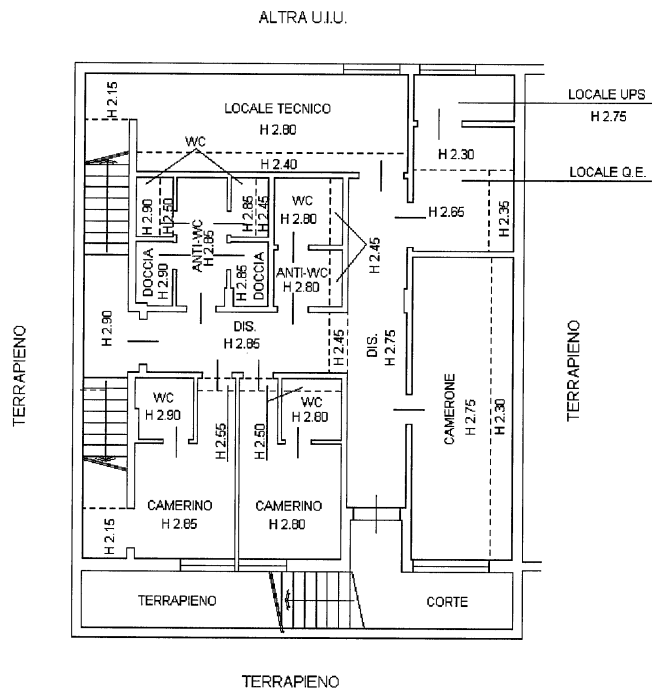 ALTRA U.I.U.
H 2.15
LOCALE TECNICO
H 2.80
LOCALE UPS
H 2.75
WC
H 2.40
H 2.30
LOCALE Q.E.
H 2.90
H 2.50
H 2.85
H 2.45
WC
H 2.80
H 2.65
H 2.35
ANTI-WC
H 2.85
H 2.45
DOCCIA
H 2.90
H 2.85
DOCCIA
ANTI-WC
H 2.80
TERRAPIENO
H 2.90
DIS.
H 2.85
H 2.45
DIS.
H 2.75
TERRAPIENO
WC
H 2.90
H 2.55
H 2.50
WC
H 2.80
CAMERONE
H 2.75
H 2.30
CAMERINO
H 2.85
CAMERINO
H 2.80
H 2.15
TERRAPIENO
CORTE
TERRAPIENO